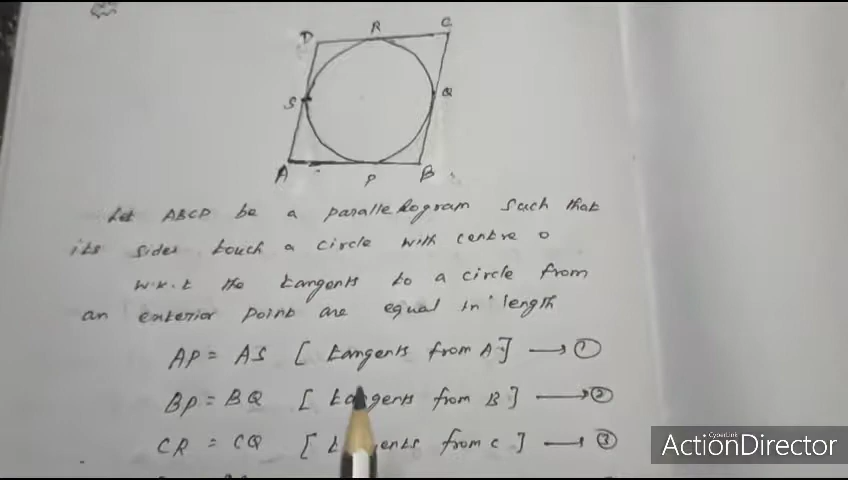 R C
D
S Q
A P B
Let ABCD be a parallelogram such that
its sides touch a circle with centre O
W.K.t the tangents to a circle from
an exterior point are equal in length
AP = AS [ tangents from A ] → ①
BP = BQ [ tangents from B ] → ②
CR = CQ [ from C ] → ③
CyberLink
ActionDirector